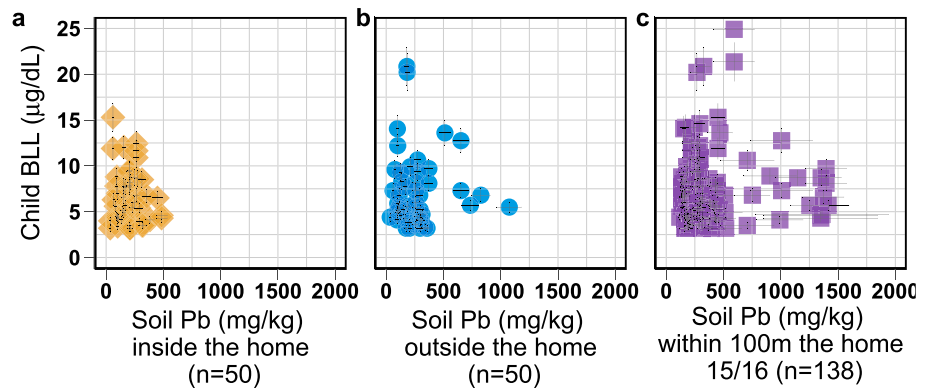 a
b
c
Child BLL (µg/dL)
25
20
15
10
5
0
0 500 1000 1500 2000
0 500 1000 1500 2000
0 500 1000 1500 2000
Soil Pb (mg/kg)
inside the home
(n=50)
Soil Pb (mg/kg)
outside the home
(n=50)
Soil Pb (mg/kg)
within 100m the home
15/16 (n=138)